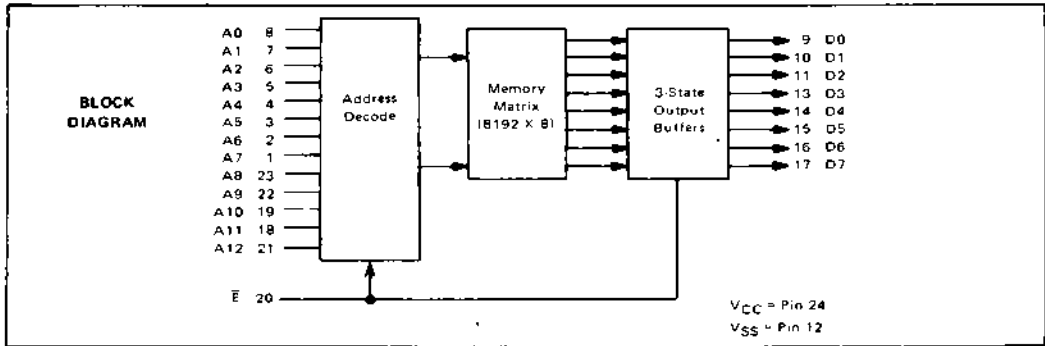 BLOCK
DIAGRAM
A0 8
A1 7
A2 6
A3 5
A4 4
A5 3
A6 2
A7 1
A8 23
A9 22
A10 19
A11 18
A12 21
E̅ 20
Address
Decode
Memory
Matrix
(8192 X 8)
3-State
Output
Buffers
9 D0
10 D1
11 D2
13 D3
14 D4
15 D5
16 D6
17 D7
VCC = Pin 24
VSS = Pin 12